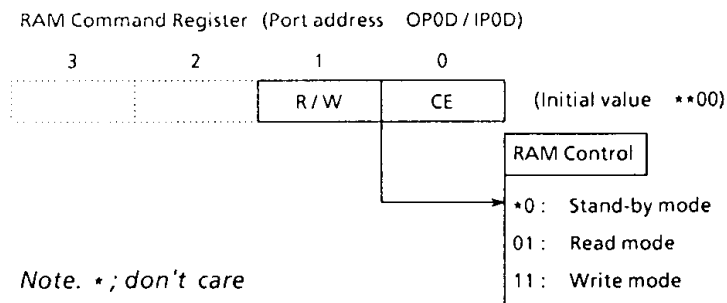 RAM Command Register (Port address OP0D / IP0D)
3 2 1 0
R / W CE (Initial value **00)
RAM Control
*0 : Stand-by mode
01 : Read mode
Note. * ; don't care 11 : Write mode